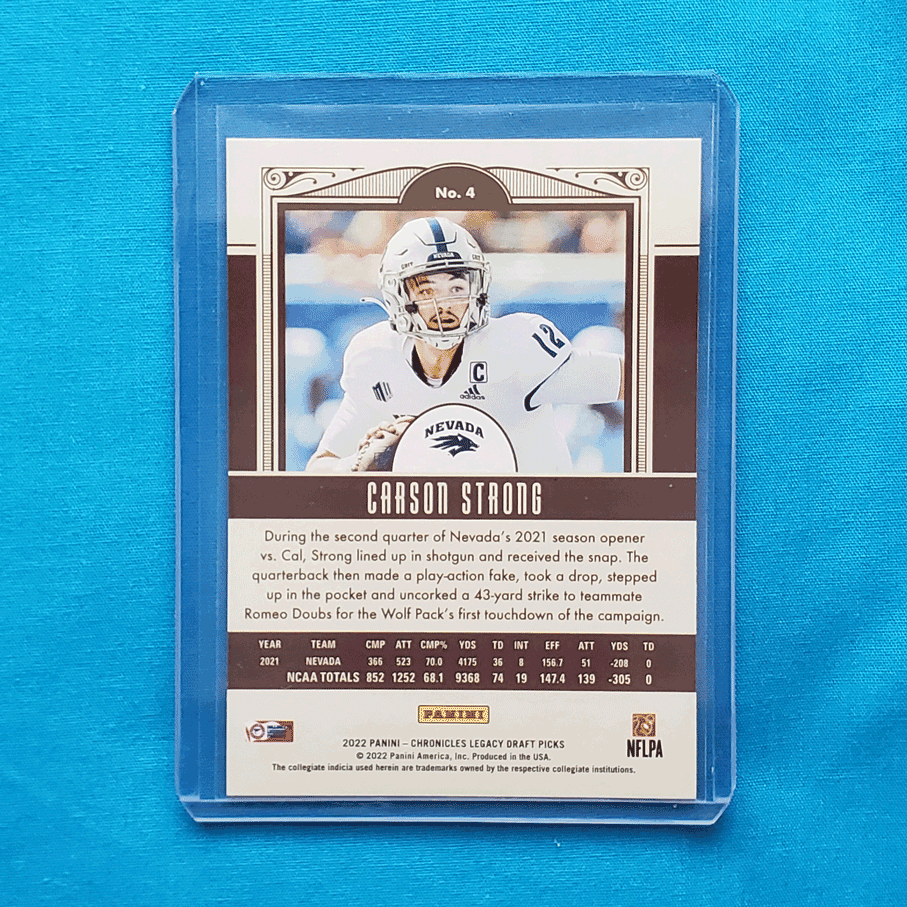 No. 4
NEVADA
GRIT
12
C
adidas
NEVADA
CARSON STRONG
During the second quarter of Nevada's 2021 season opener
vs. Cal, Strong lined up in shotgun and received the snap. The
quarterback then made a play-action fake, took a drop, stepped
up in the pocket and uncorked a 43-yard strike to teammate
Romeo Doubs for the Wolf Pack's first touchdown of the campaign.
YEAR TEAM CMP ATT CMP% YDS TD INT EFF ATT YDS TD
2021 NEVADA 366 523 70.0 4175 36 8 156.7 51 -208 0
NCAA TOTALS 852 1252 68.1 9368 74 19 147.4 139 -305 0
PANINI
2022 PANINI – CHRONICLES LEGACY DRAFT PICKS
© 2022 Panini America, Inc. Produced in the USA.
The collegiate indicia used herein are trademarks owned by the respective collegiate institutions.
NFLPA